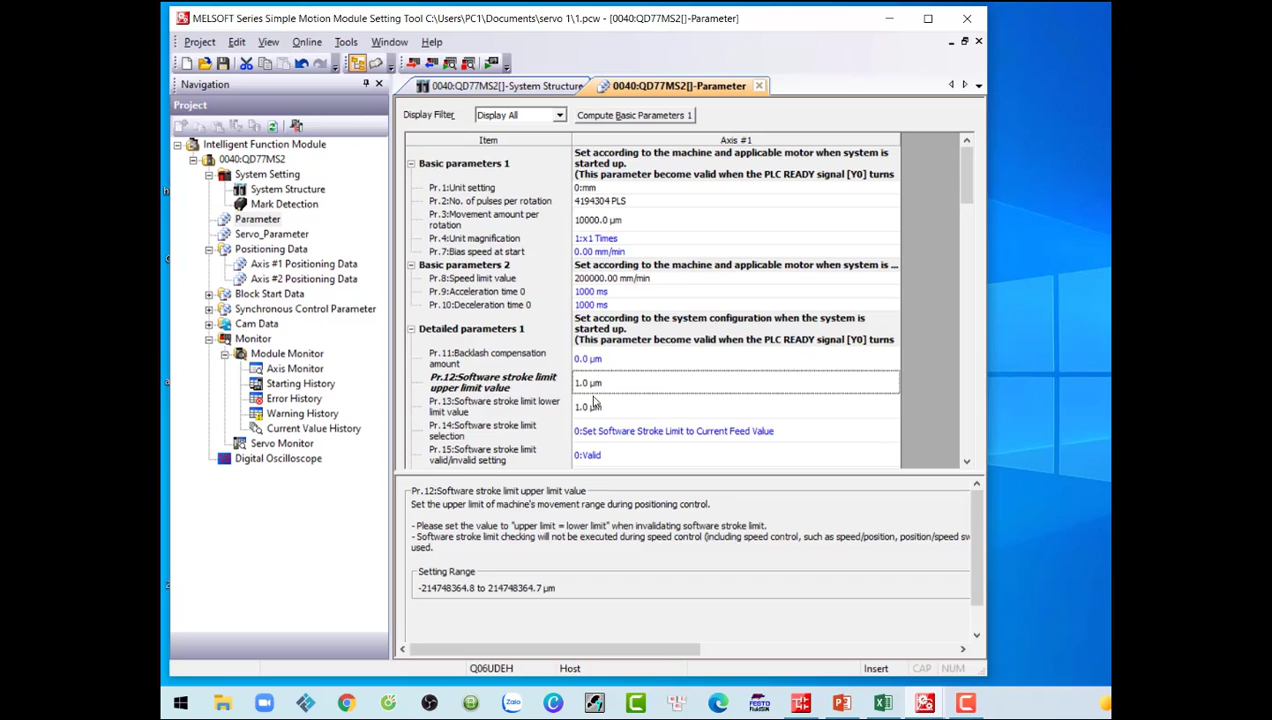 MELSOFT Series Simple Motion Module Setting Tool C:\Users\PC1\Documents\servo 1\1.pcw - [0040:QD77MS2[]-Parameter]
Project Edit View Online Tools Window Help
Navigation
0040:QD77MS2[]-System Structure
0040:QD77MS2[]-Parameter
Project
Display Filter
Display All
Compute Basic Parameters 1
Intelligent Function Module
0040:QD77MS2
System Setting
System Structure
Mark Detection
Parameter
Servo_Parameter
Positioning Data
Axis #1 Positioning Data
Axis #2 Positioning Data
Block Start Data
Synchronous Control Parameter
Cam Data
Monitor
Module Monitor
Axis Monitor
Starting History
Error History
Warning History
Current Value History
Servo Monitor
Digital Oscilloscope
Item Axis #1
Basic parameters 1
Set according to the machine and applicable motor when system is
started up.
(This parameter become valid when the PLC READY signal [Y0] turns
Pr.1:Unit setting 0:mm
Pr.2:No. of pulses per rotation 4194304 PLS
Pr.3:Movement amount per
rotation
10000.0 μm
Pr.4:Unit magnification 1:x1 Times
Pr.7:Bias speed at start 0.00 mm/min
Basic parameters 2 Set according to the machine and applicable motor when system is ...
Pr.8:Speed limit value 200000.00 mm/min
Pr.9:Acceleration time 0 1000 ms
Pr.10:Deceleration time 0 1000 ms
Detailed parameters 1
Set according to the system configuration when the system is
started up.
(This parameter become valid when the PLC READY signal [Y0] turns
Pr.11:Backlash compensation
amount
0.0 μm
Pr.12:Software stroke limit
upper limit value
1.0 μm
Pr.13:Software stroke limit lower
limit value
1.0 μm
Pr.14:Software stroke limit
selection
0:Set Software Stroke Limit to Current Feed Value
Pr.15:Software stroke limit
valid/invalid setting
0:Valid
Pr.12:Software stroke limit upper limit value
Set the upper limit of machine's movement range during positioning control.
- Please set the value to "upper limit = lower limit" when invalidating software stroke limit.
- Software stroke limit checking will not be executed during speed control (including speed control, such as speed/position, position/speed sw
used.
Setting Range
-214748364.8 to 214748364.7 μm
Q06UDEH Host Insert CAP NUM
Zalo
FESTO